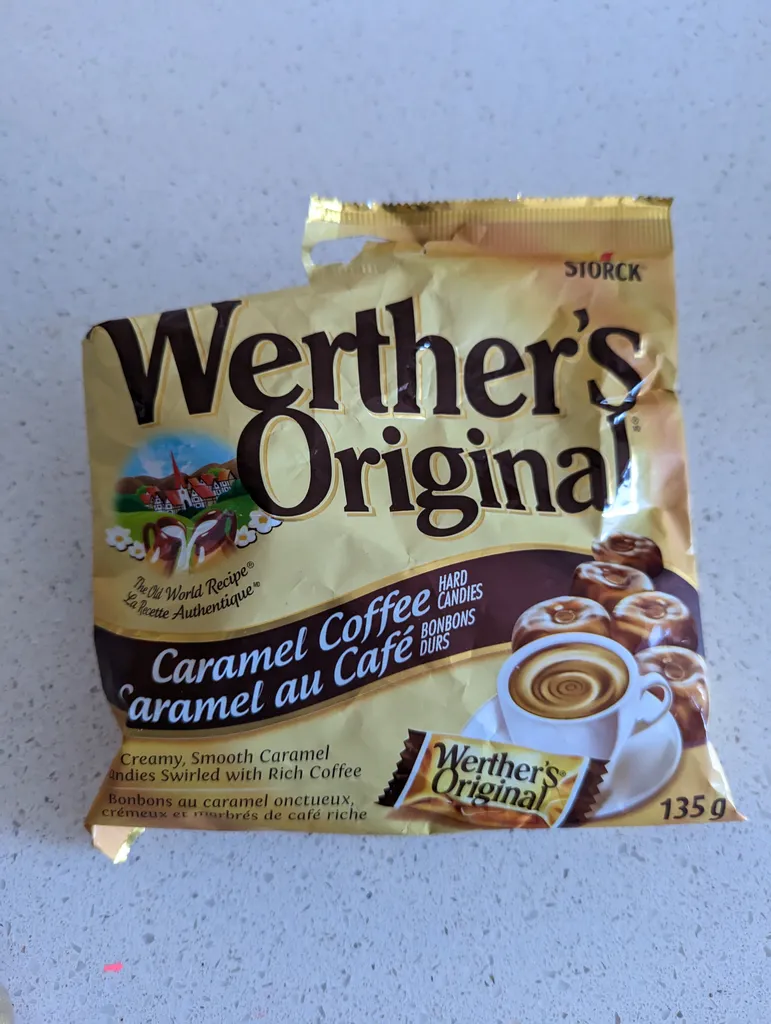 STORCK
Werther's
Original®
The Old World Recipe®
La Recette Authentique™
Caramel Coffee HARD CANDIES
Caramel au Café BONBONS DURS
Creamy, Smooth Caramel
andies Swirled with Rich Coffee
Bonbons au caramel onctueux,
crémeux et marbrés de café riche
Werther's
Original®
135 g